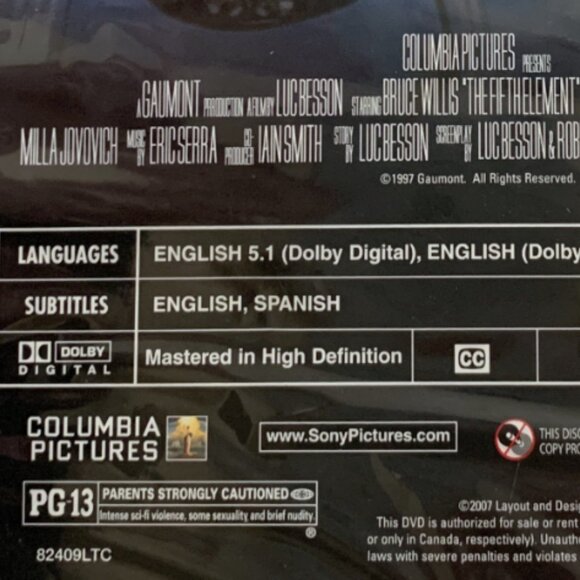 COLUMBIA PICTURES PRESENTS
A GAUMONT PRODUCTION A FILM BY LUC BESSON STARRING BRUCE WILLIS "THE FIFTH ELEMENT"
MILLA JOVOVICH MUSIC BY ERIC SERRA CO-PRODUCER IAN SMITH STORY BY LUC BESSON SCREENPLAY BY LUC BESSON & ROB
©1997 Gaumont. All Rights Reserved.
LANGUAGES ENGLISH 5.1 (Dolby Digital), ENGLISH (Dolby
SUBTITLES ENGLISH, SPANISH
DOLBY
DIGITAL
Mastered in High Definition
CC
COLUMBIA
PICTURES
www.SonyPictures.com
THIS DISC
COPY PRO
PG-13 PARENTS STRONGLY CAUTIONED
Intense sci-fi violence, some sexuality and brief nudity.
®
©2007 Layout and Desig
This DVD is authorized for sale or rent
or only in Canada, respectively). Unautho
laws with severe penalties and violates
82409LTC